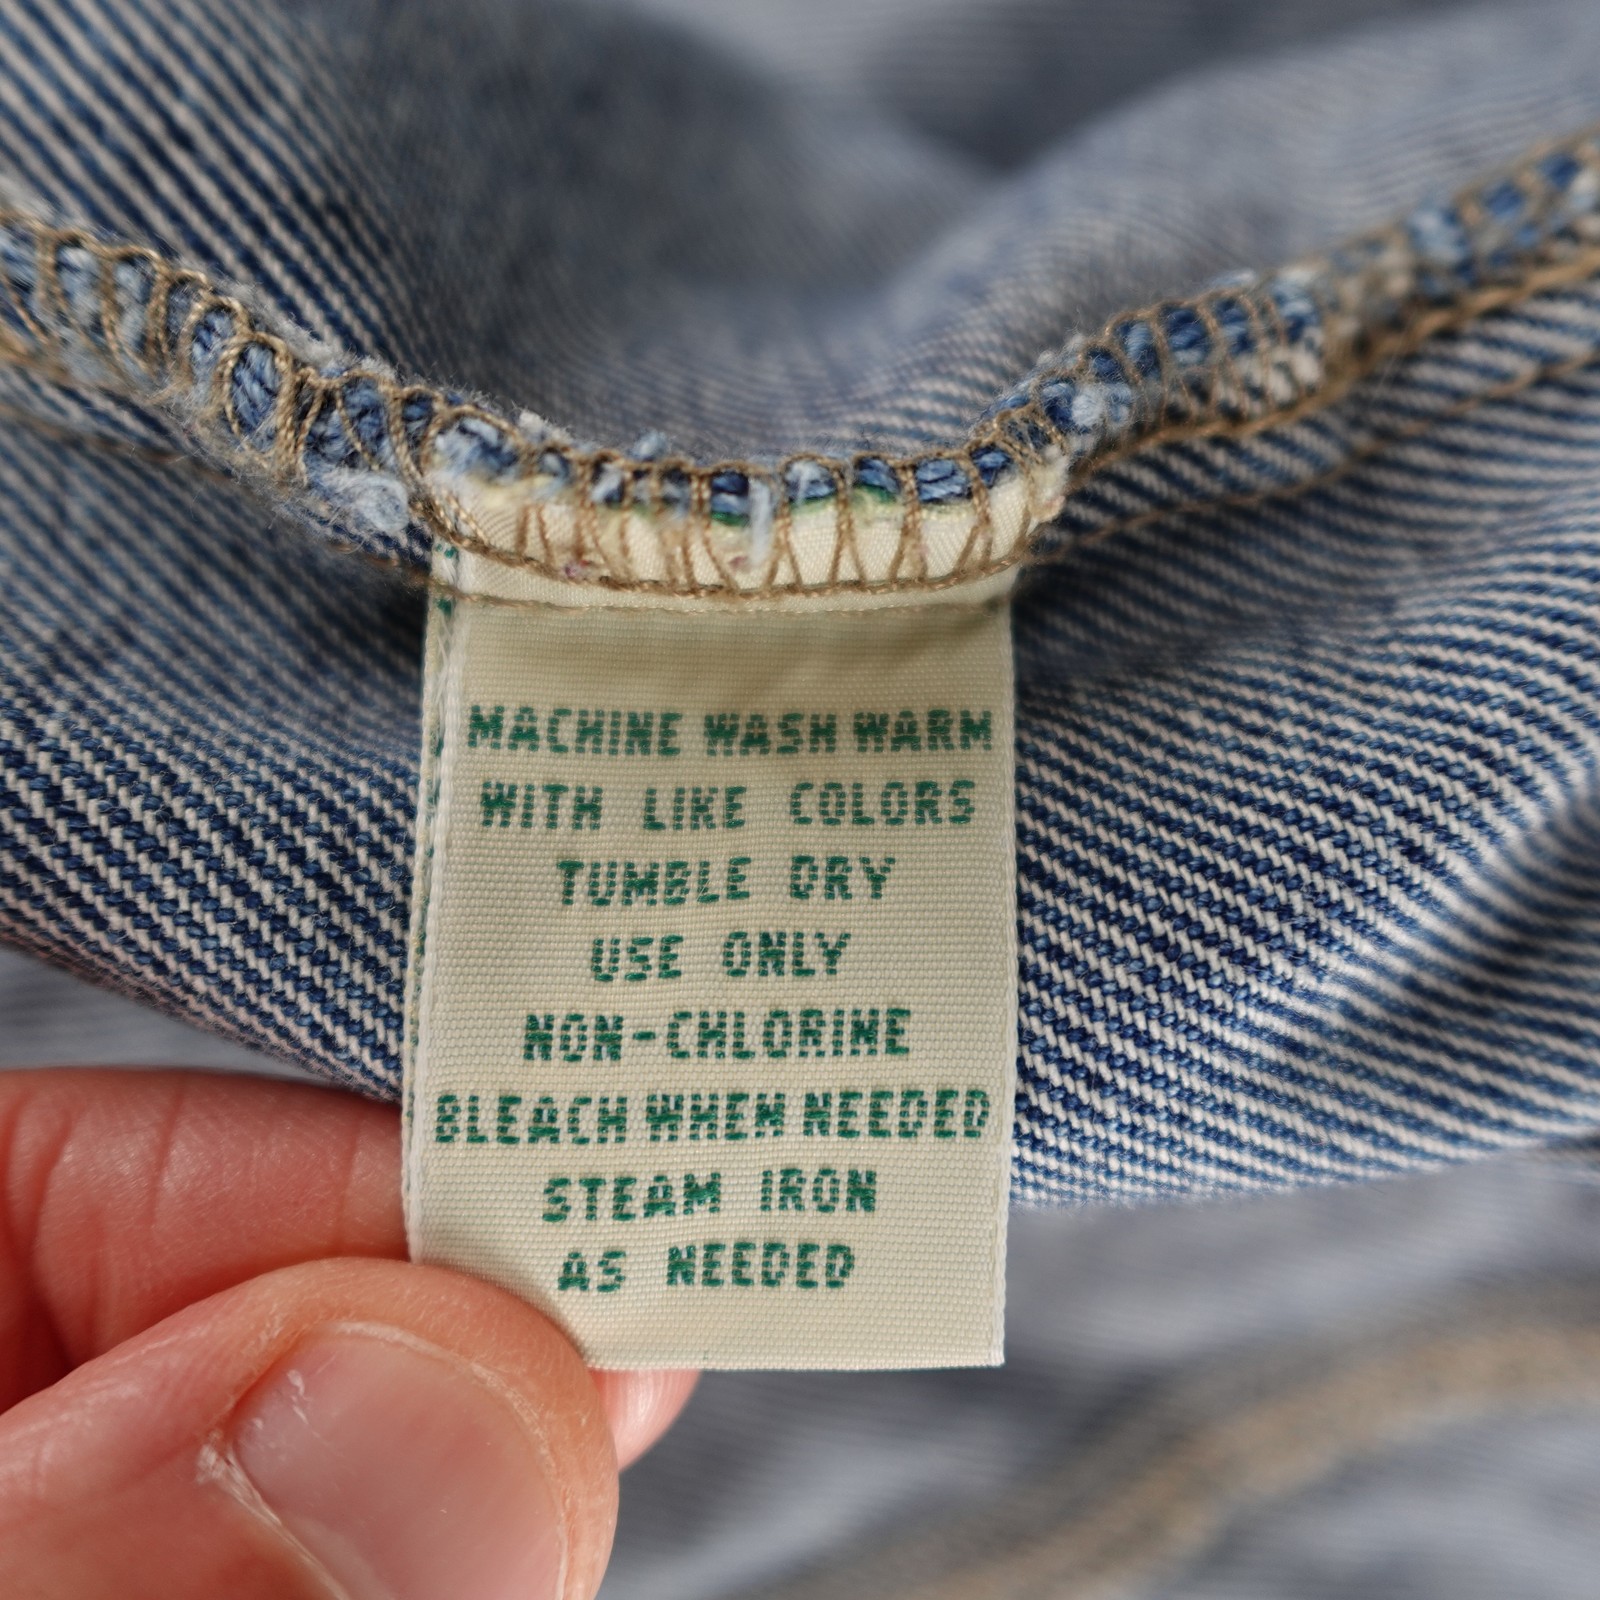 MACHINE WASH WARM
WITH LIKE COLORS
TUMBLE DRY
USE ONLY
NON-CHLORINE
BLEACH WHEN NEEDED
STEAM IRON
AS NEEDED